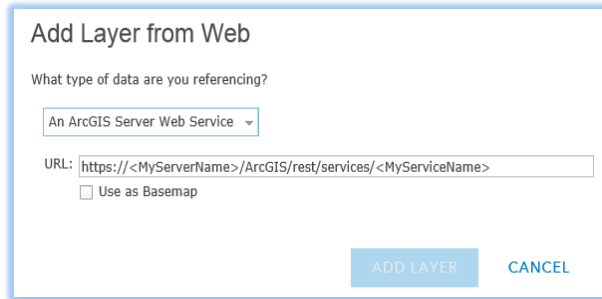 Add Layer from Web
What type of data are you referencing?
An ArcGIS Server Web Service
URL: https://<MyServerName>/ArcGIS/rest/services/<MyServiceName>
Use as Basemap
ADD LAYER CANCEL